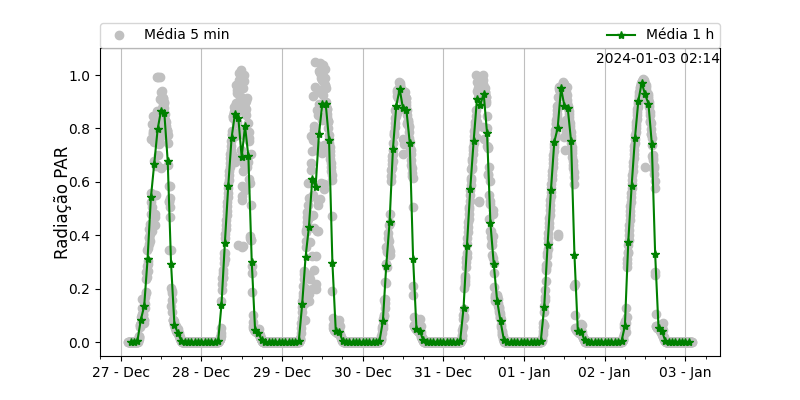 Média 5 min
Média 1 h
2024-01-03 02:14
Radiação PAR
1.0
0.8
0.6
0.4
0.2
0.0
27 - Dec
28 - Dec
29 - Dec
30 - Dec
31 - Dec
01 - Jan
02 - Jan
03 - Jan